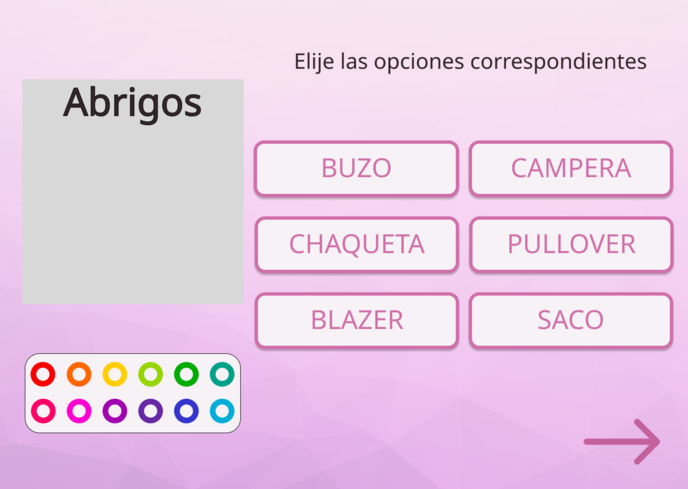 Elije las opciones correspondientes
Abrigos
BUZO
CAMPERA
CHAQUETA
PULLOVER
BLAZER
SACO